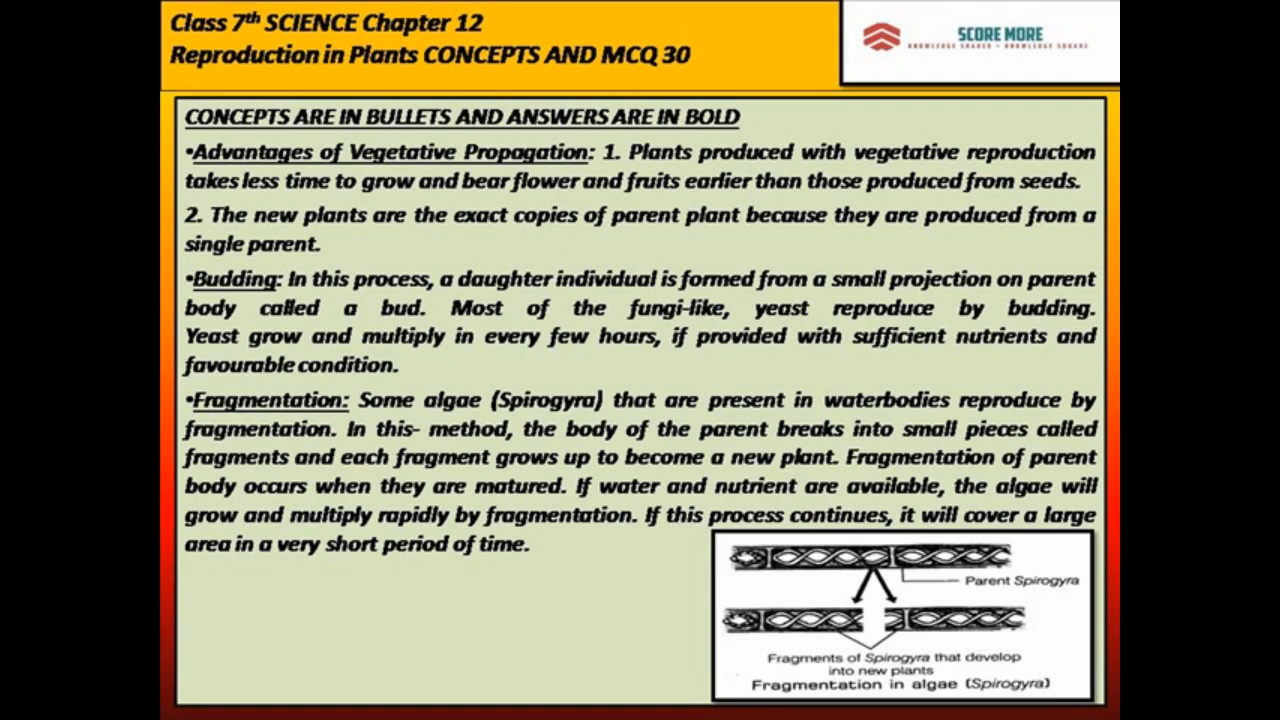 Class 7th SCIENCE Chapter 12
Reproduction in Plants CONCEPTS AND MCQ 30
SCORE MORE
KNOWLEDGE SHARED = KNOWLEDGE SQUARE
CONCEPTS ARE IN BULLETS AND ANSWERS ARE IN BOLD
•Advantages of Vegetative Propagation: 1. Plants produced with vegetative reproduction
takes less time to grow and bear flower and fruits earlier than those produced from seeds.
2. The new plants are the exact copies of parent plant because they are produced from a
single parent.
•Budding: In this process, a daughter individual is formed from a small projection on parent
body called a bud. Most of the fungi-like, yeast reproduce by budding.
Yeast grow and multiply in every few hours, if provided with sufficient nutrients and
favourable condition.
•Fragmentation: Some algae (Spirogyra) that are present in waterbodies reproduce by
fragmentation. In this- method, the body of the parent breaks into small pieces called
fragments and each fragment grows up to become a new plant. Fragmentation of parent
body occurs when they are matured. If water and nutrient are available, the algae will
grow and multiply rapidly by fragmentation. If this process continues, it will cover a large
area in a very short period of time.
Parent Spirogyra
Fragments of Spirogyra that develop
into new plants
Fragmentation in algae (Spirogyra)